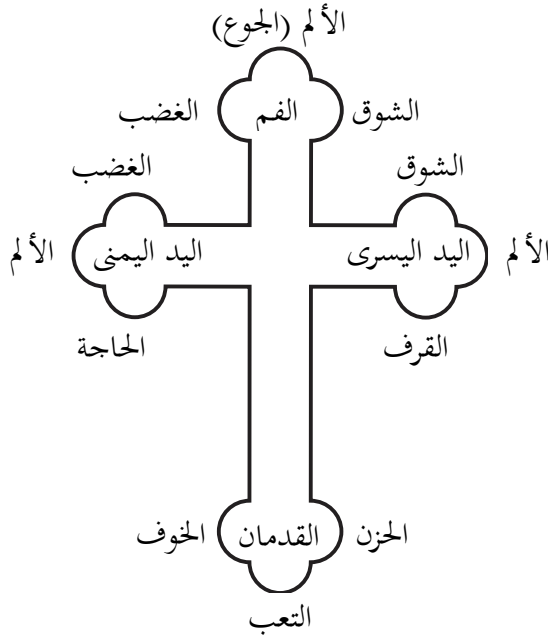 الألم (الجوع)
الشوق الفم الغضب
الشوق الغضب
الألم اليد اليسرى اليد اليمنى الألم
القرف الحاجة
الحزن القدمان الخوف
التعب